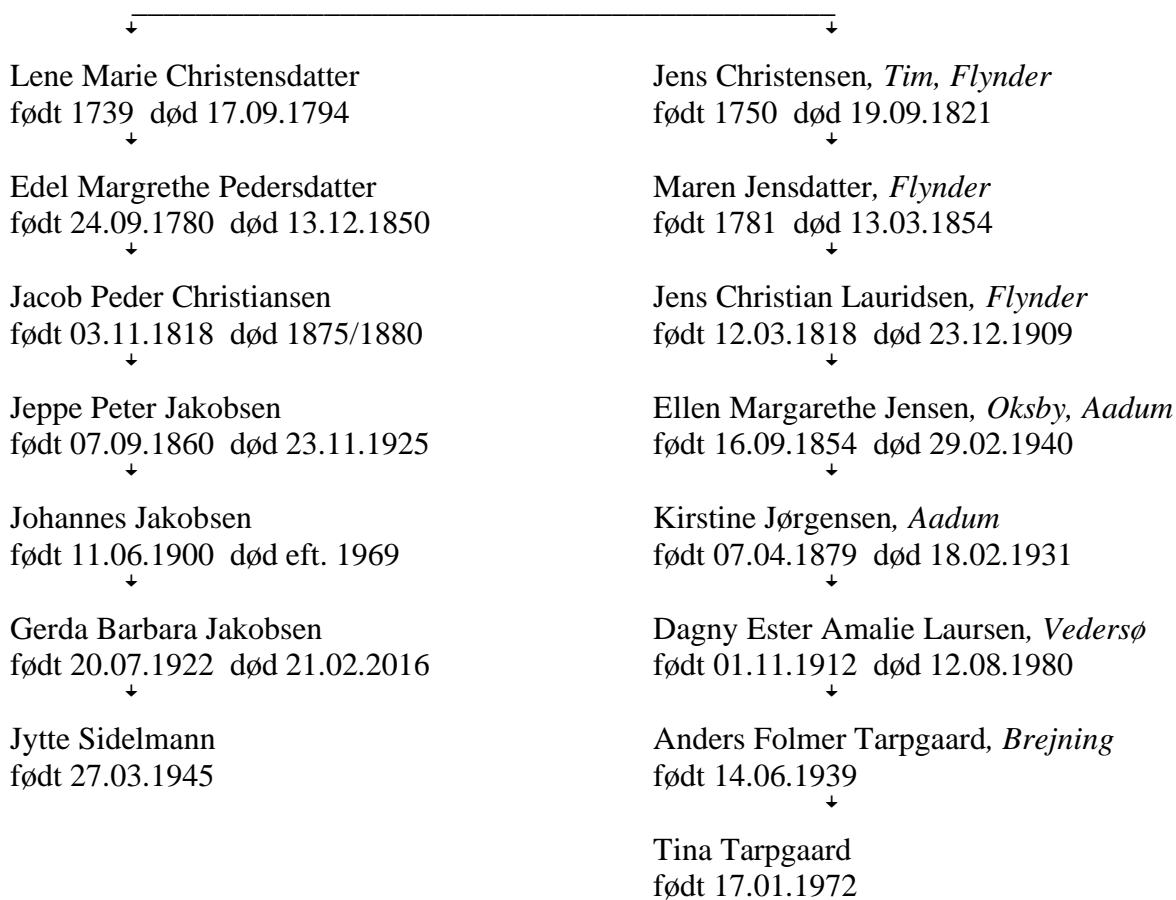 Lene Marie Christensdatter
født 1739 død 17.09.1794
Edel Margrethe Pedersdatter
født 24.09.1780 død 13.12.1850
Jacob Peder Christiansen
født 03.11.1818 død 1875/1880
Jeppe Peter Jakobsen
født 07.09.1860 død 23.11.1925
Johannes Jakobsen
født 11.06.1900 død eft. 1969
Gerda Barbara Jakobsen
født 20.07.1922 død 21.02.2016
Jytte Sidelmann
født 27.03.1945
Jens Christensen, Tim, Flynder
født 1750 død 19.09.1821
Maren Jensdatter, Flynder
født 1781 død 13.03.1854
Jens Christian Lauridsen, Flynder
født 12.03.1818 død 23.12.1909
Ellen Margarethe Jensen, Oksby, Aadum
født 16.09.1854 død 29.02.1940
Kirstine Jørgensen, Aadum
født 07.04.1879 død 18.02.1931
Dagny Ester Amalie Laursen, Vedersø
født 01.11.1912 død 12.08.1980
Anders Folmer Tarpgaard, Brejning
født 14.06.1939
Tina Tarpgaard
født 17.01.1972